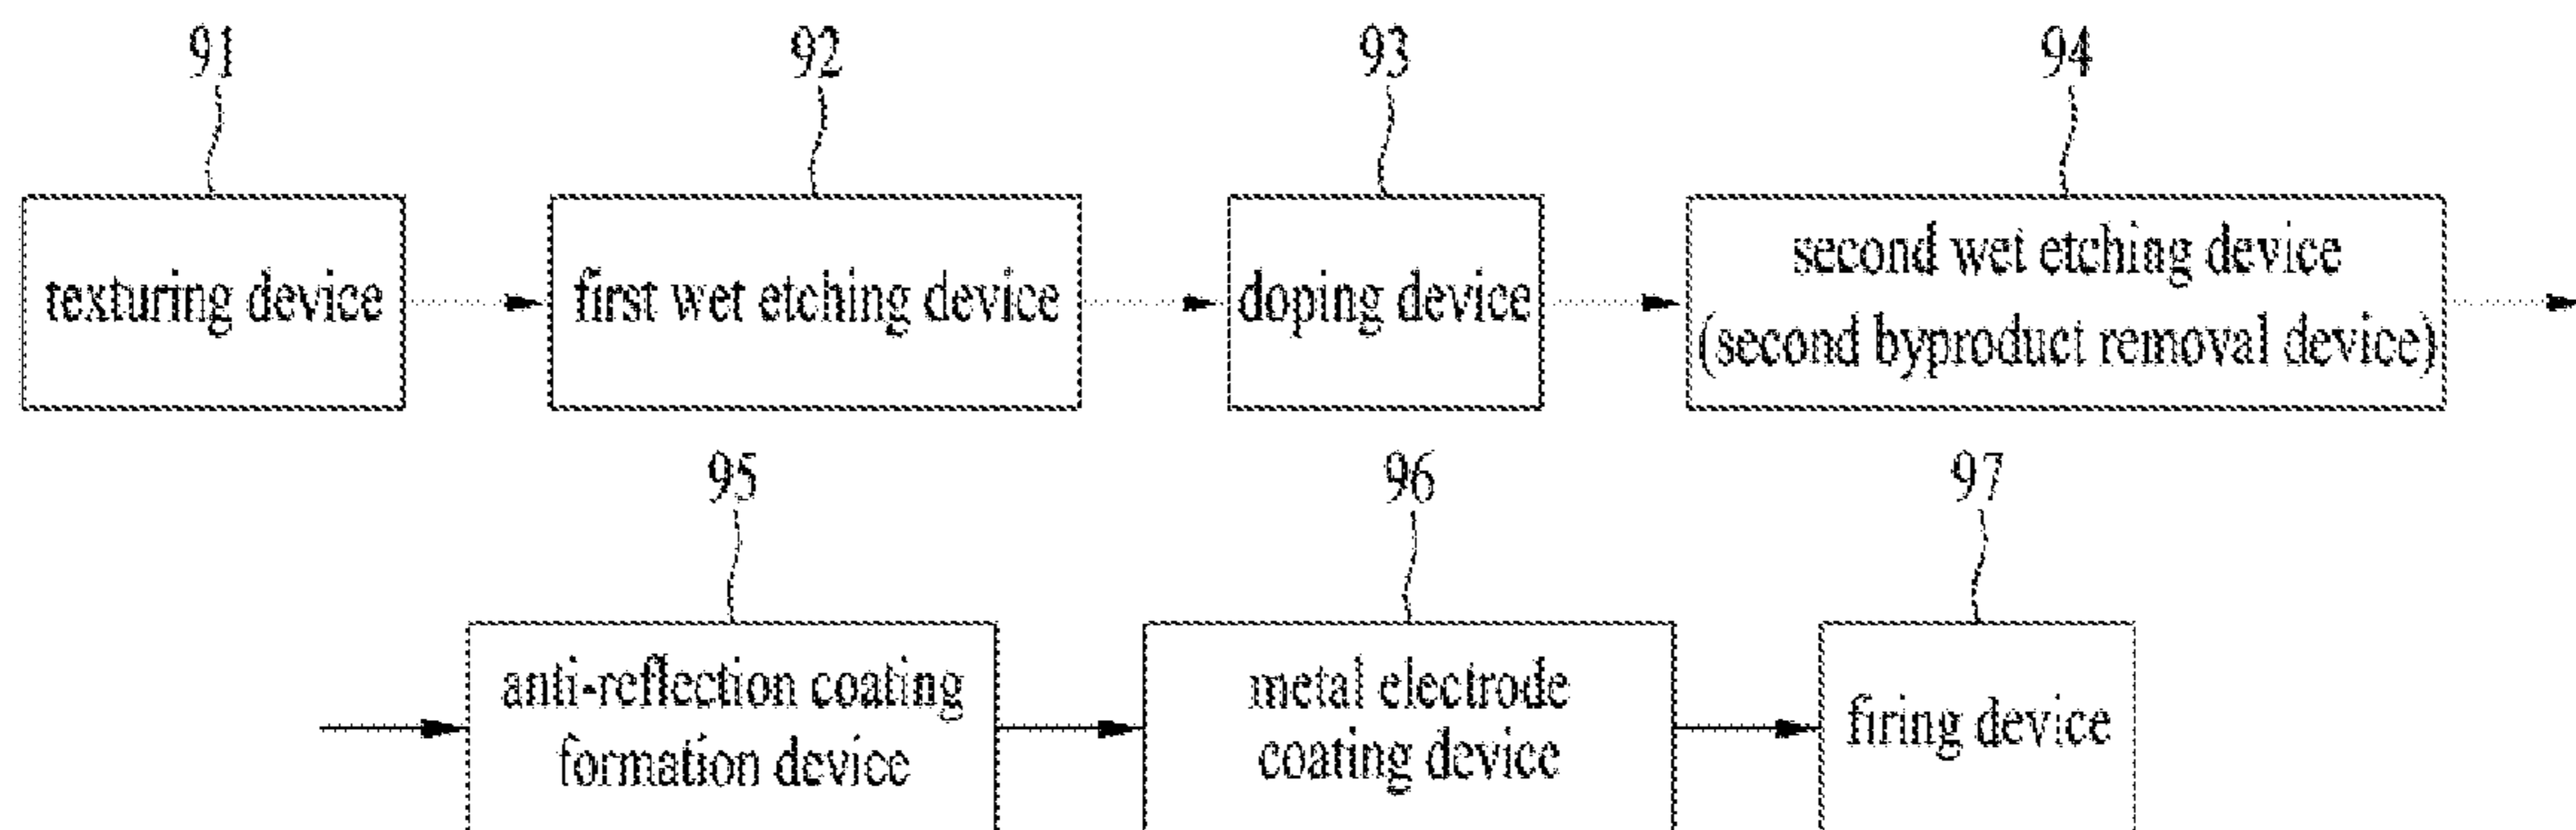 91
92
93
94
texturing device
first wet etching device
doping device
second wet etching device
(second byproduct removal device)
95
96
97
anti-reflection coating
formation device
metal electrode
coating device
firing device